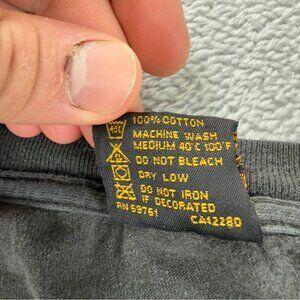 100% COTTON
MACHINE WASH
MEDIUM 40°C 100°F
DO NOT BLEACH
DRY LOW
DO NOT IRON
IF DECORATED
RN 59761 CA12280